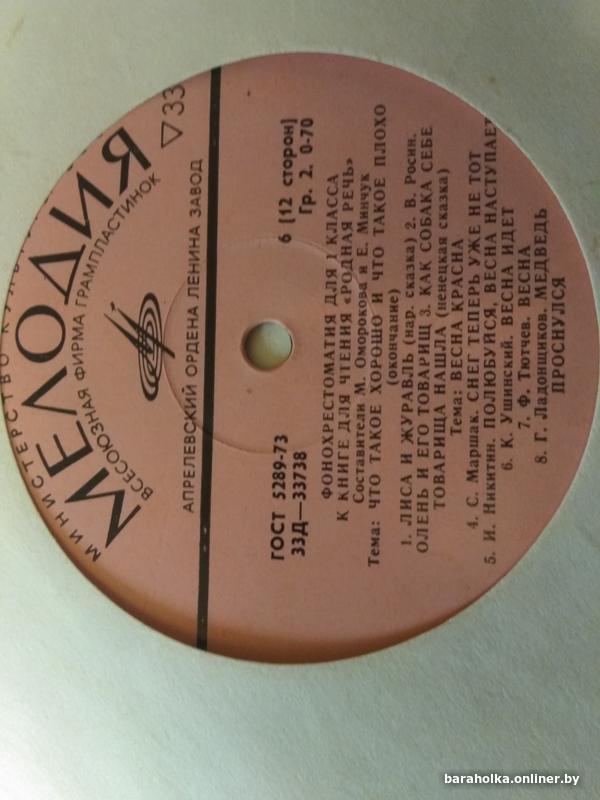 МИНИСТЕРСТВО КУЛЬТУ
МЕЛОДИЯ
ВСЕСОЮЗНАЯ ФИРМА ГРАМПЛАСТИНОК
▽33
АПРЕЛЕВСКИЙ ОРДЕНА ЛЕНИНА ЗАВОД
ГОСТ 5289-73
33Д—33738
6 [12 сторон]
Гр. 2. 0-70
ФОНОХРЕСТОМАТИЯ ДЛЯ I КЛАССА
К КНИГЕ ДЛЯ ЧТЕНИЯ «РОДНАЯ РЕЧЬ»
Составители М. Оморокова и Е. Минчук
Тема: ЧТО ТАКОЕ ХОРОШО И ЧТО ТАКОЕ ПЛОХО
(окончание)
1. ЛИСА И ЖУРАВЛЬ (нар. сказка) 2. В. Росин.
ОЛЕНЬ И ЕГО ТОВАРИЩ 3. КАК СОБАКА СЕБЕ
ТОВАРИЩА НАШЛА (ненецкая сказка)
Тема: ВЕСНА КРАСНА
4. С. Маршак. СНЕГ ТЕПЕРЬ УЖЕ НЕ ТОТ
5. И. Никитин. ПОЛЮБУЙСЯ, ВЕСНА НАСТУПАЕТ
6. К. Ушинский. ВЕСНА ИДЕТ
7. Ф. Тютчев. ВЕСНА
8. Г. Ладонщиков. МЕДВЕДЬ
ПРОСНУЛСЯ
baraholka.onliner.by